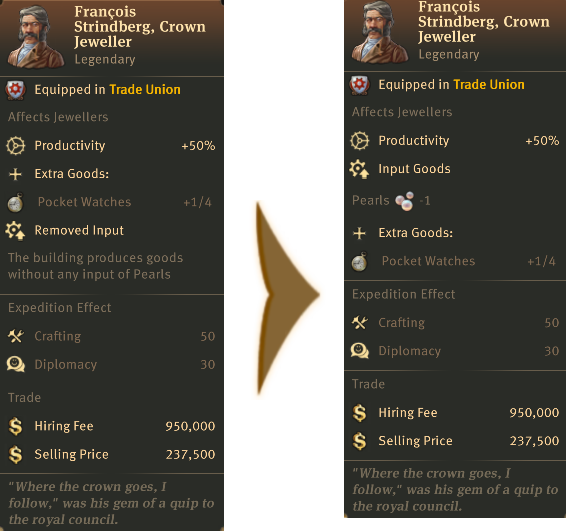 François
Strindberg, Crown
Jeweller
Legendary
Equipped in Trade Union
Affects Jewellers
Productivity +50%
Extra Goods:
Pocket Watches +1/4
Removed Input
The building produces goods
without any input of Pearls
Expedition Effect
Crafting 50
Diplomacy 30
Trade
Hiring Fee 950,000
Selling Price 237,500
"Where the crown goes, I
follow," was his gem of a quip to
the royal council.
François
Strindberg, Crown
Jeweller
Legendary
Equipped in Trade Union
Affects Jewellers
Productivity +50%
Input Goods
Pearls -1
Extra Goods:
Pocket Watches +1/4
Expedition Effect
Crafting 50
Diplomacy 30
Trade
Hiring Fee 950,000
Selling Price 237,500
"Where the crown goes, I
follow," was his gem of a quip to
the royal council.